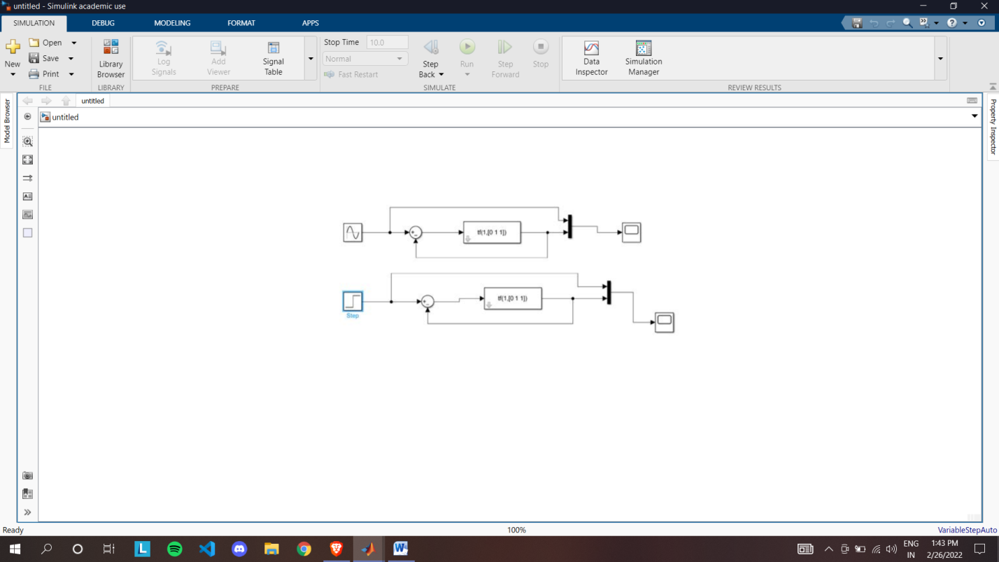 untitled - Simulink academic use
SIMULATION DEBUG MODELING FORMAT APPS
New
Open
Save
Print
FILE
Library
Browser
LIBRARY
Log
Signals
Add
Viewer
Signal
Table
PREPARE
Stop Time 10.0
Normal
Fast Restart
Step
Back
Run
Step
Forward
Stop
SIMULATE
Data
Inspector
Simulation
Manager
REVIEW RESULTS
Model Browser
untitled
untitled
Property Inspector
tf(1,[0 1 1])
tf(1,[0 1 1])
Step
Ready 100% VariableStepAuto
ENG
IN
1:43 PM
2/26/2022